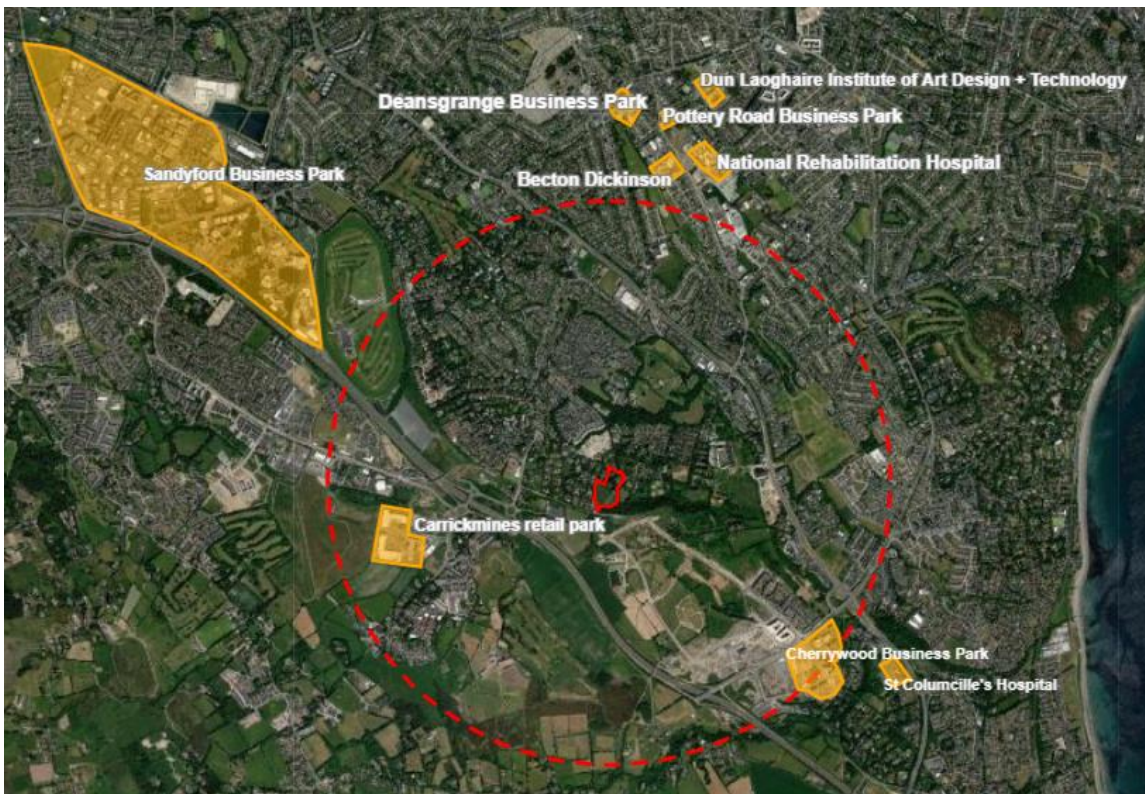 Dun Laoghaire Institute of Art Design + Technology
Deansgrange Business Park
Pottery Road Business Park
National Rehabilitation Hospital
Sandyford Business Park
Becton Dickinson
Carrickmines retail park
Cherrywood Business Park
St Columcille's Hospital